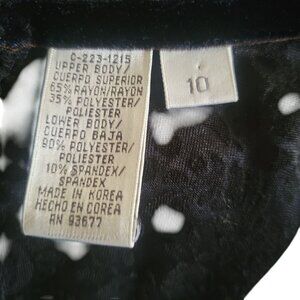 C-223-1215
UPPER BODY/
CUERPO SUPERIOR
65% RAYON/RAYON
35% POLYESTER/
POLIESTER
LOWER BODY/
CUERPO BAJA
90% POLYESTER/
POLIESTER
10% SPANDEX/
SPANDEX
MADE IN KOREA
HECHO EN COREA
RN 93677
10